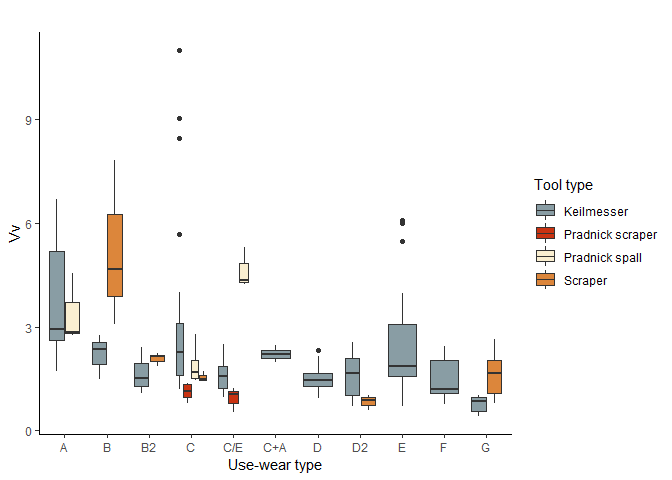 Vv
9
6
3
0
A B B2 C C/E C+A D D2 E F G
Use-wear type
Tool type
Keilmesser
Pradnick scraper
Pradnick spall
Scraper